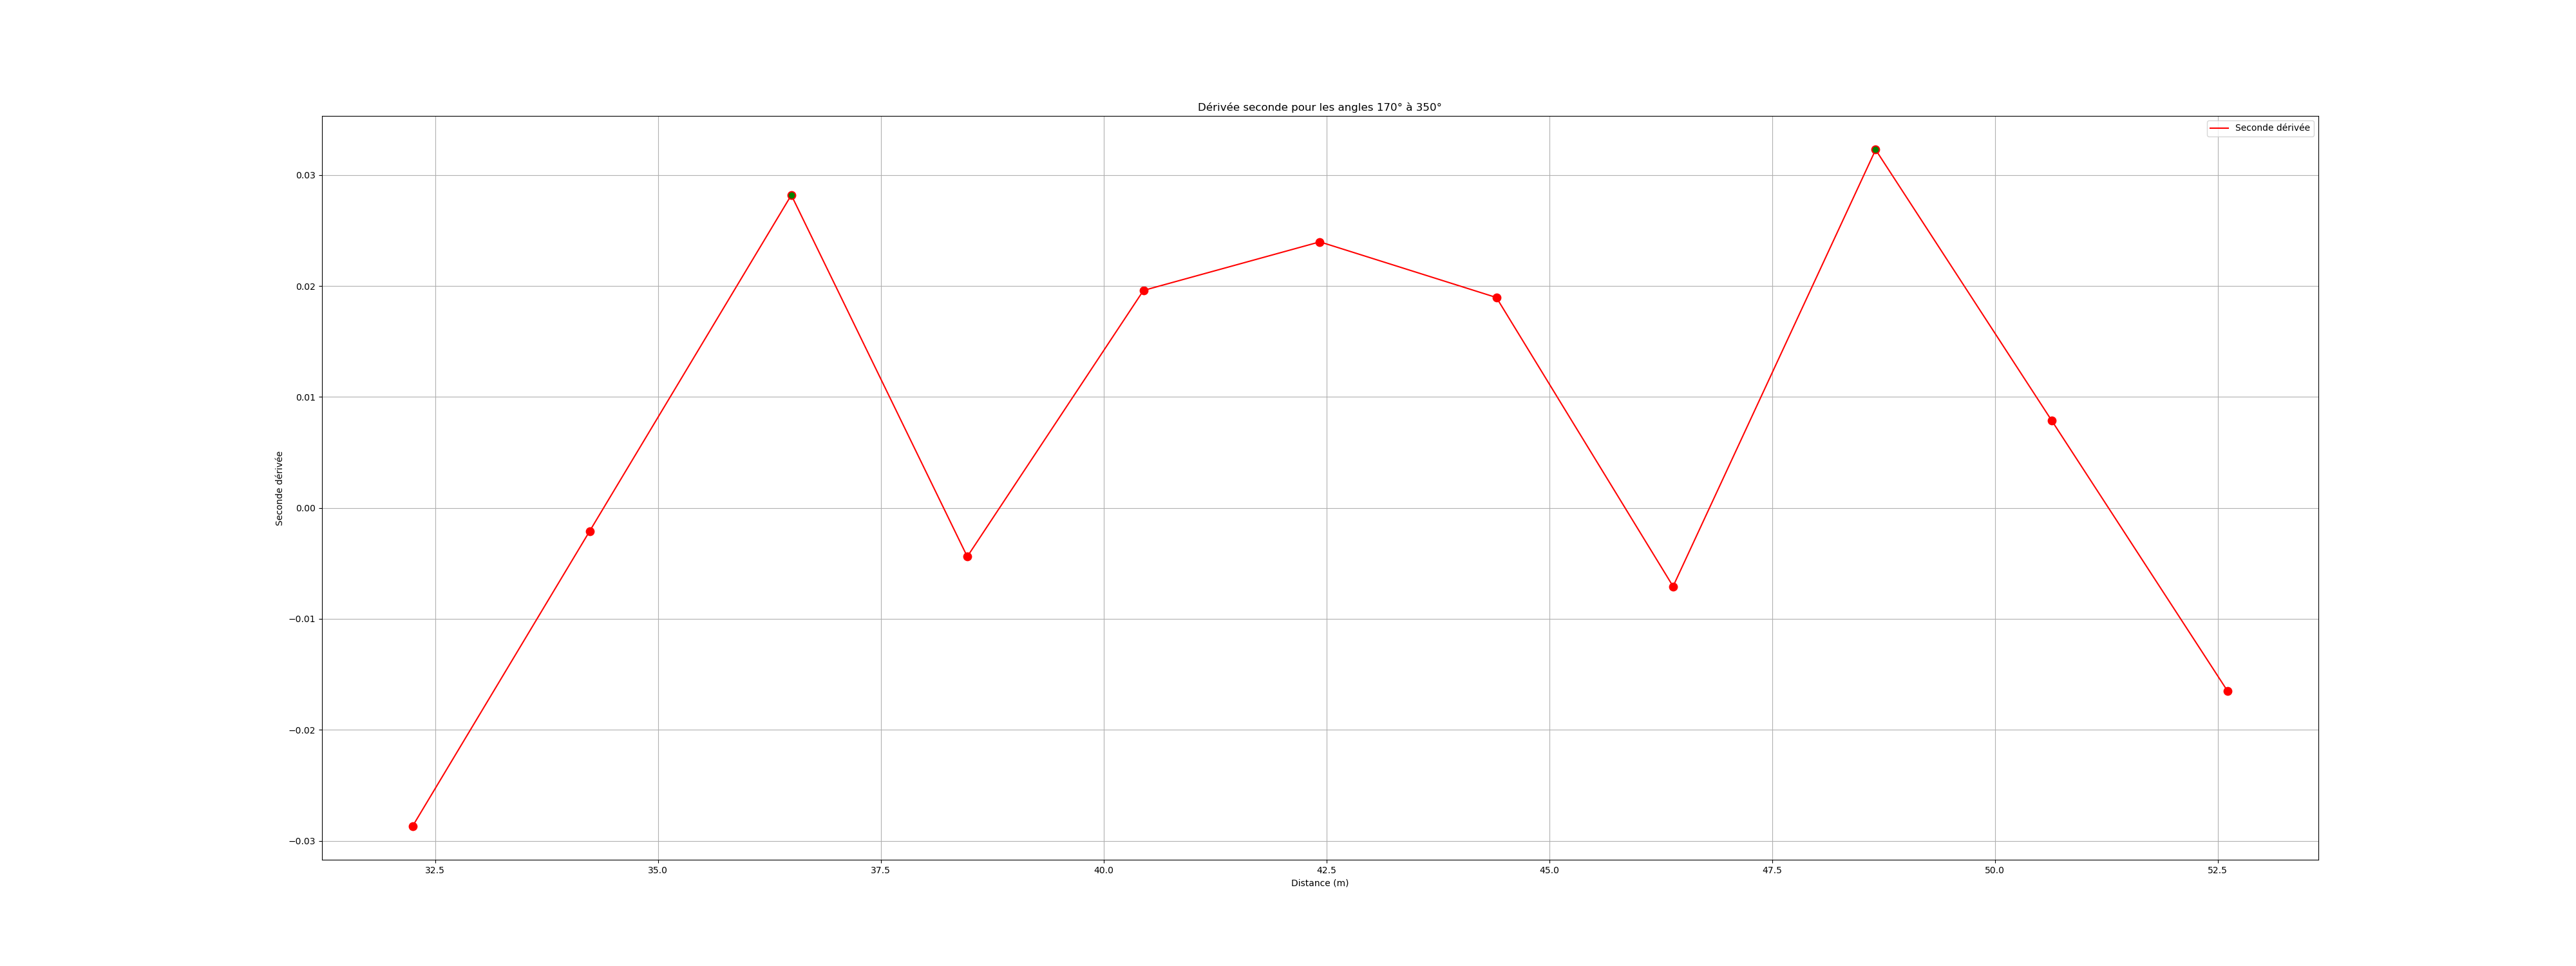 Dérivée seconde pour les angles 170° à 350°
Seconde dérivée
0.03
0.02
0.01
0.00
−0.01
−0.02
−0.03
Seconde dérivée
32.5 35.0 37.5 40.0 42.5 45.0 47.5 50.0 52.5
Distance (m)